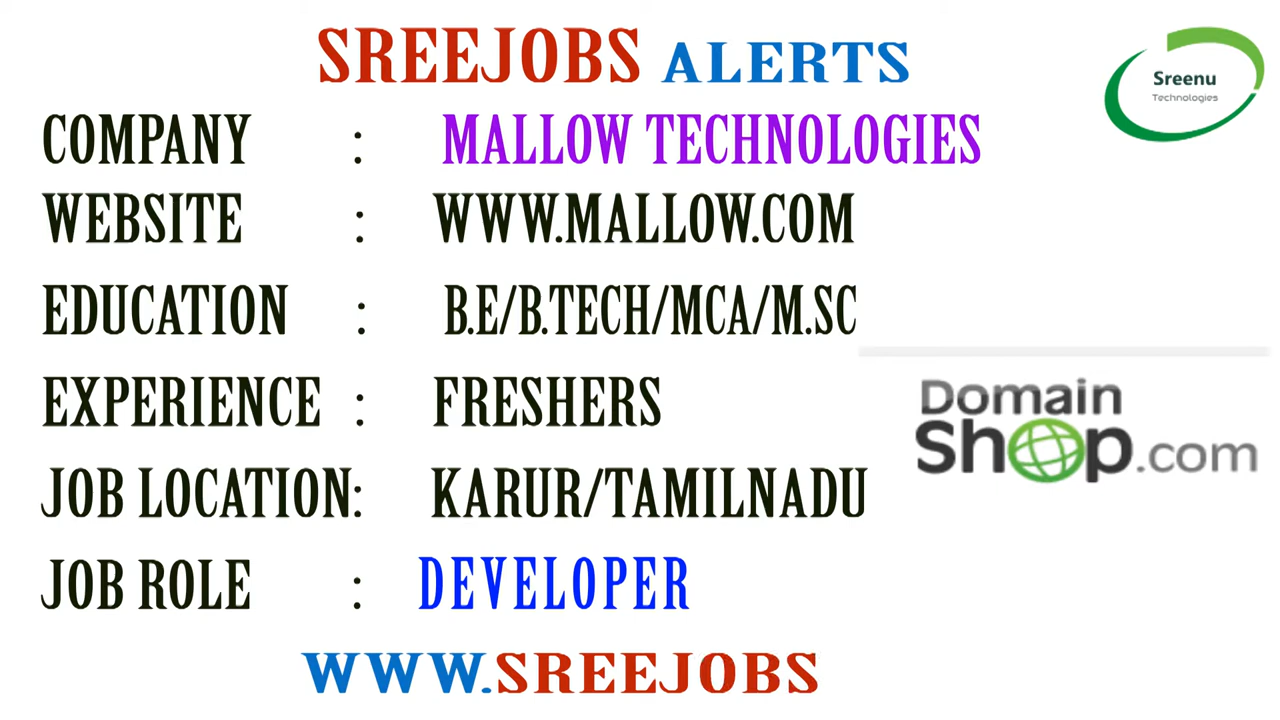 SREEJOBS ALERTS
Sreenu
Technologies
COMPANY : MALLOW TECHNOLOGIES
WEBSITE : WWW.MALLOW.COM
EDUCATION : B.E/B.TECH/MCA/M.SC
EXPERIENCE : FRESHERS
Domain
Shop.com
JOB LOCATION: KARUR/TAMILNADU
JOB ROLE : DEVELOPER
WWW.SREEJOBS